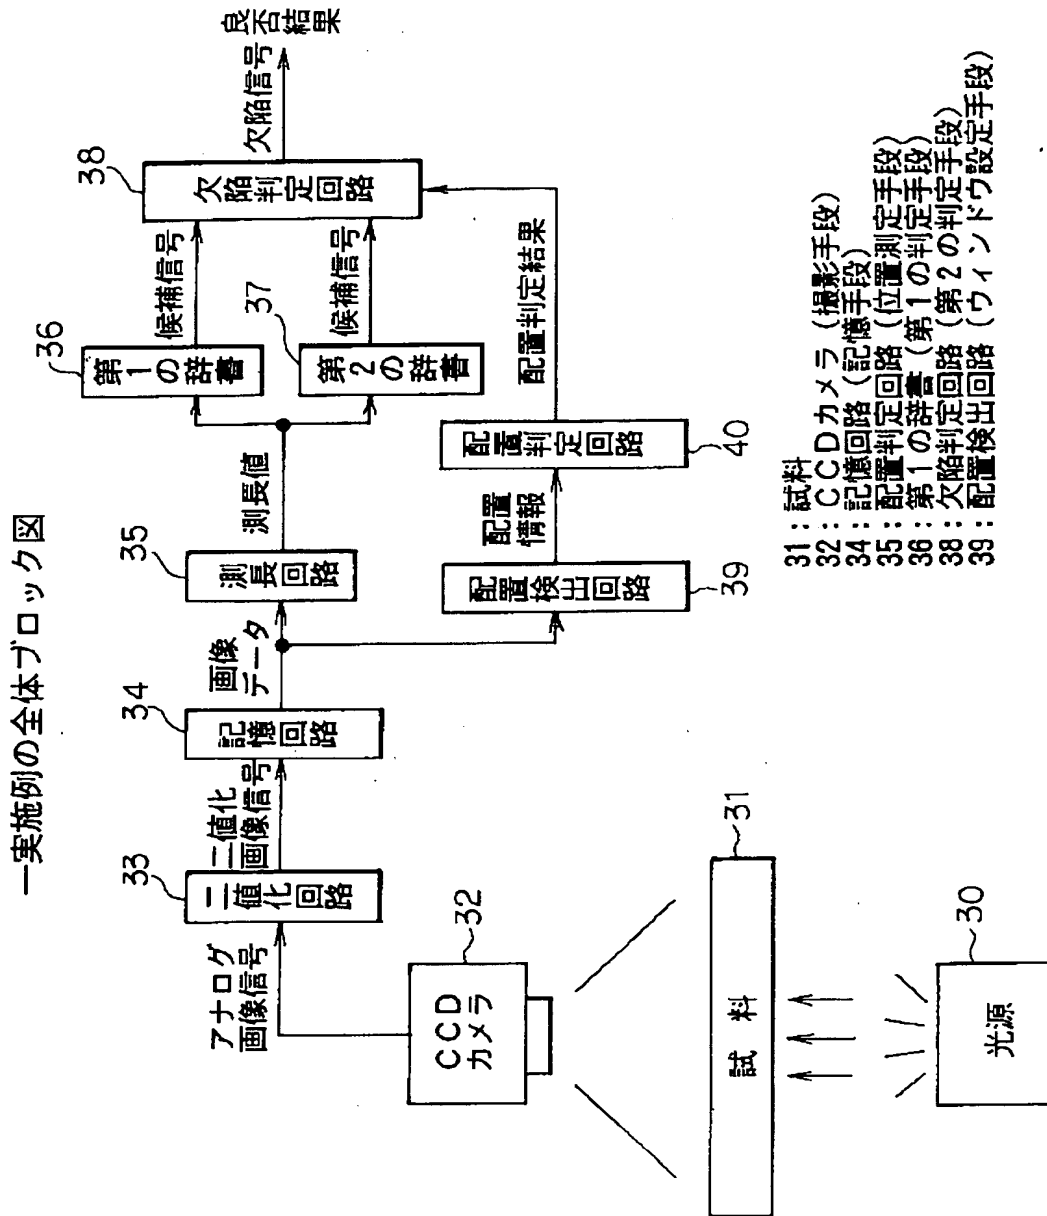 一実施例の全体ブロック図
良否結果
欠陥信号
38
欠陥判定回路
候補信号
候補信号
36
第1の辞書
37
第2の辞書
配置判定結果
測長値
配置判定回路
40
35
測長回路
配置
情報
配置検出回路
39
画像
データ
34
記憶回路
二値化
画像信号
33
二値化回路
アナログ
画像信号
32
CCD
カメラ
31
試料
30
光源
31:試料
32:CCDカメラ(撮影手段)
34:記憶回路(記憶手段)
35:配置判定回路(位置測定手段)
36:第1の辞書(第1の判定手段)
38:欠陥判定回路(第2の判定手段)
39:配置検出回路(ウィンドウ設定手段)